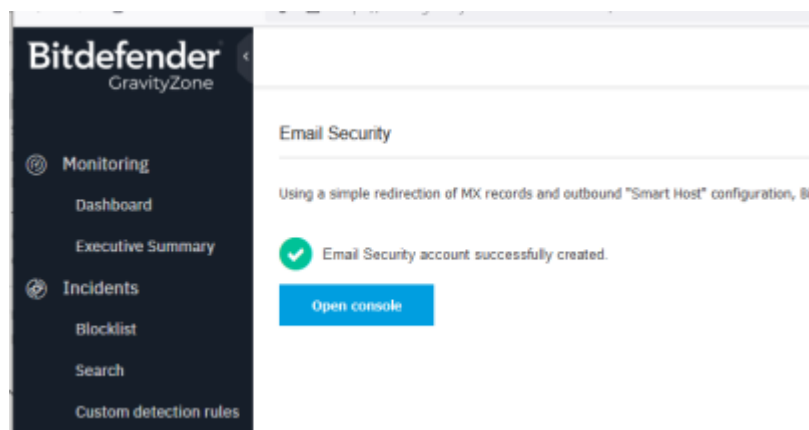 Bitdefender
GravityZone
Monitoring
Dashboard
Executive Summary
Incidents
Blocklist
Search
Custom detection rules
Email Security
Using a simple redirection of MX records and outbound "Smart Host" configuration,
Email Security account successfully created.
Open console